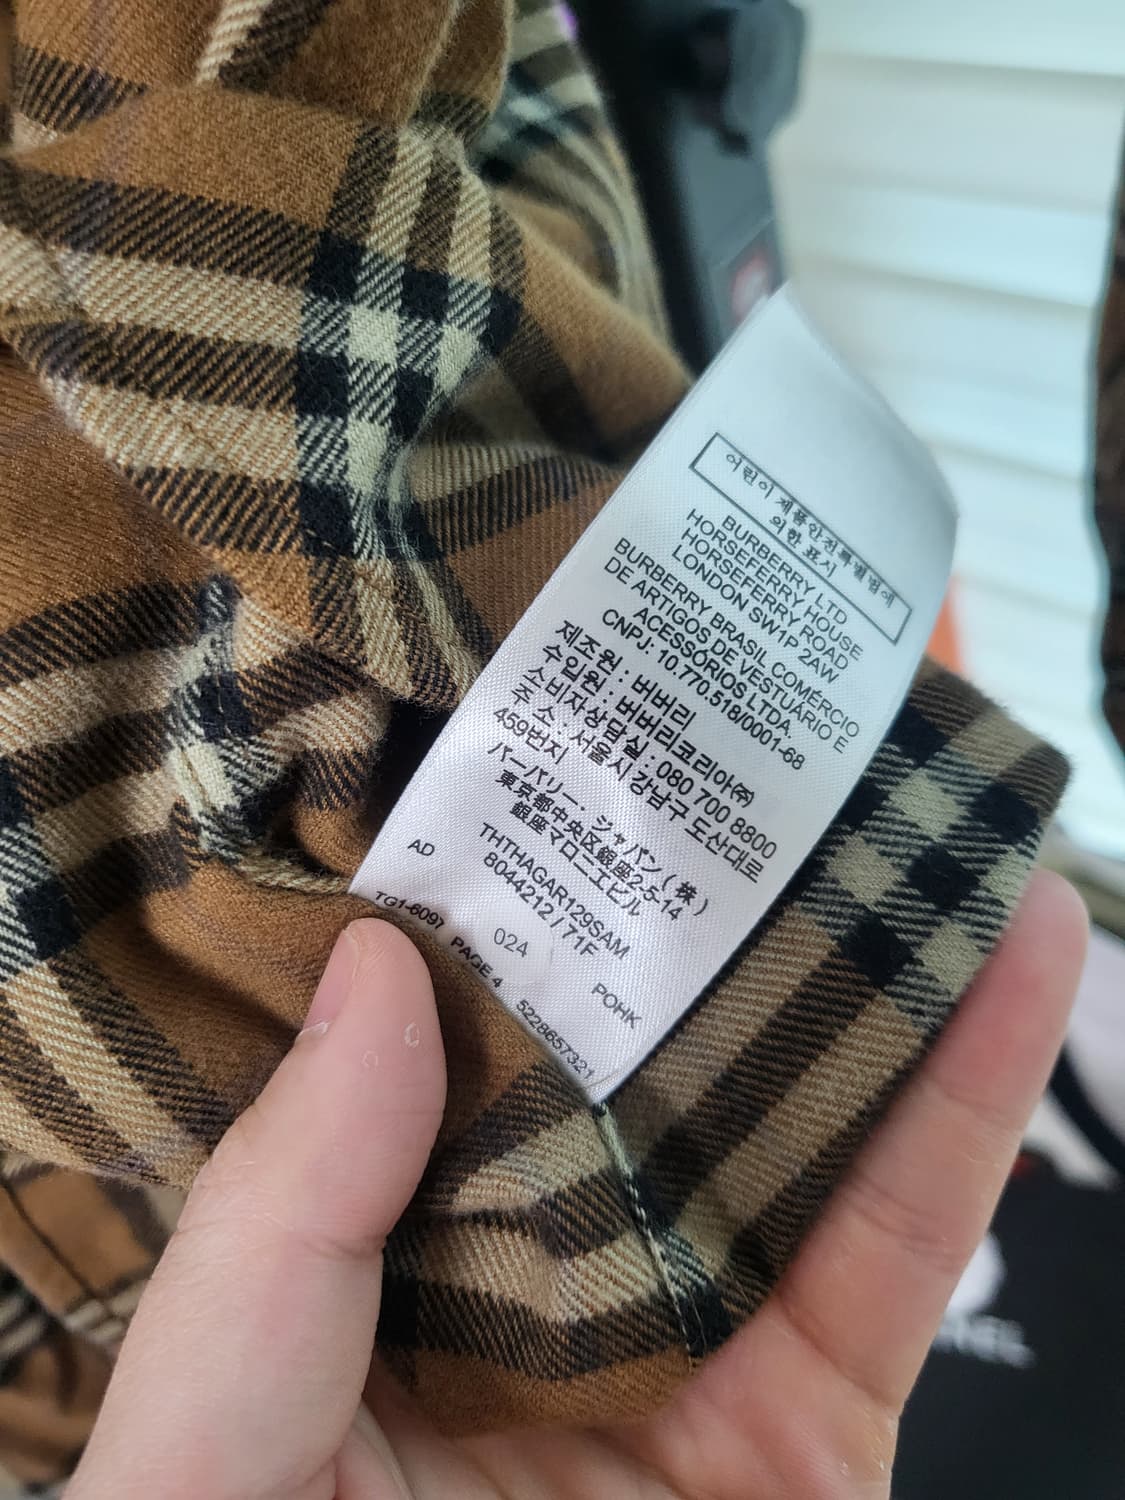 어린이제품안전특별법에
의한 표시
BURBERRY LTD
HORSEFERRY HOUSE
HORSEFERRY ROAD
LONDON SW1P 2AW
BURBERRY BRASIL COMÉRCIO
DE ARTIGOS DE VESTUÁRIO E
ACESSÓRIOS LTDA.
CNPJ: 10.770.518/0001-68
제조원 : 버버리
수입원 : 버버리코리아㈜
소비자상담실 : 080 700 8800
주 소 : 서울시 강남구 도산대로
459번지
バーバリー・ジャパン(株)
東京都中央区銀座2-5-14
銀座マロニエビル
THTHAGAR129SAM
8044212 / 71F
AD
024
POHK
TG1-6097 PAGE 4 5228657321